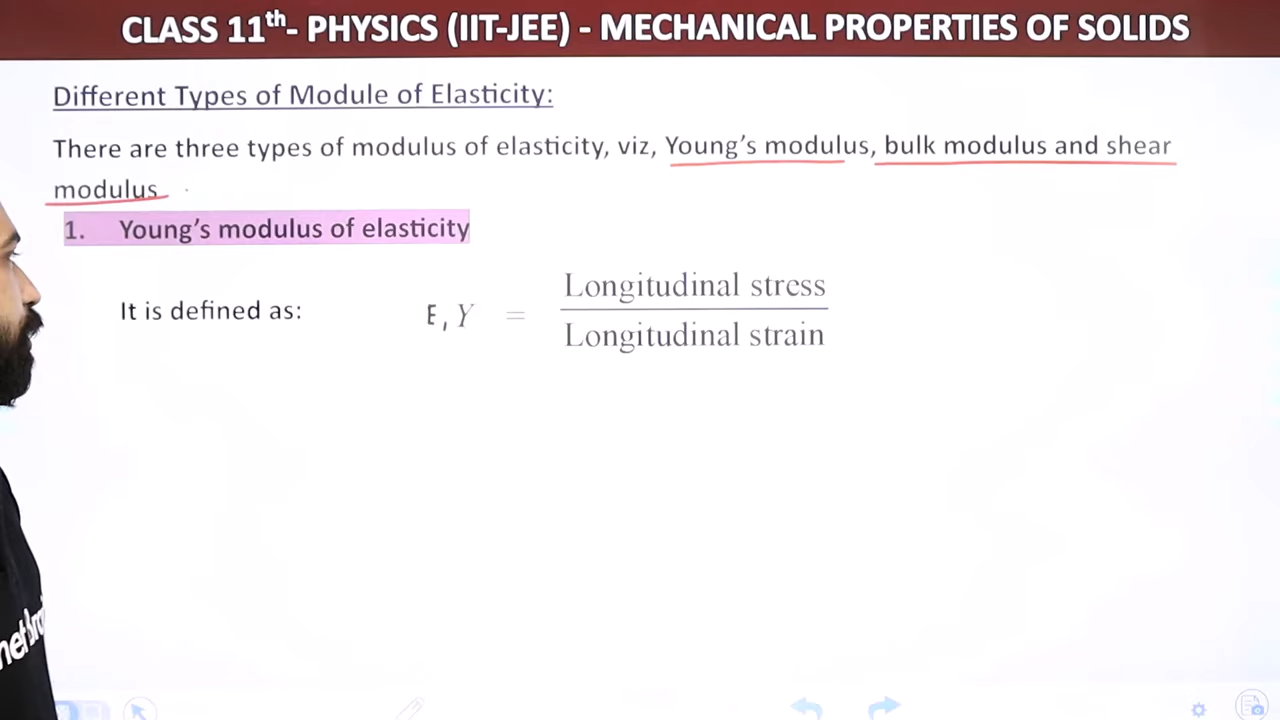 CLASS 11th- PHYSICS (IIT-JEE) - MECHANICAL PROPERTIES OF SOLIDS
Different Types of Module of Elasticity:
There are three types of modulus of elasticity, viz, Young's modulus, bulk modulus and shear
modulus
1. Young's modulus of elasticity
It is defined as: E, Y = Longitudinal stress
Longitudinal strain